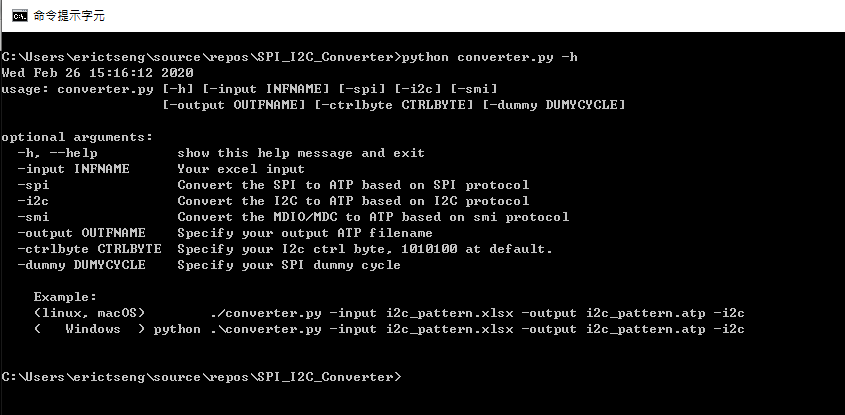 命令提示字元
C:\Users\erictseng\source\repos\SPI_I2C_Converter>python converter.py -h
Wed Feb 26 15:16:12 2020
usage: converter.py [-h] [-input INFNAME] [-spi] [-i2c] [-smi]
[-output OUTFNAME] [-ctrlbyte CTRLBYTE] [-dummy DUMYCYCLE]
optional arguments:
-h, --help show this help message and exit
-input INFNAME Your excel input
-spi Convert the SPI to ATP based on SPI protocol
-i2c Convert the I2C to ATP based on I2C protocol
-smi Convert the MDIO/MDC to ATP based on smi protocol
-output OUTFNAME Specify your output ATP filename
-ctrlbyte CTRLBYTE Specify your I2c ctrl byte, 1010100 at default.
-dummy DUMYCYCLE Specify your SPI dummy cycle
Example:
(linux, macOS) ./converter.py -input i2c_pattern.xlsx -output i2c_pattern.atp -i2c
( Windows ) python .\converter.py -input i2c_pattern.xlsx -output i2c_pattern.atp -i2c
C:\Users\erictseng\source\repos\SPI_I2C_Converter>